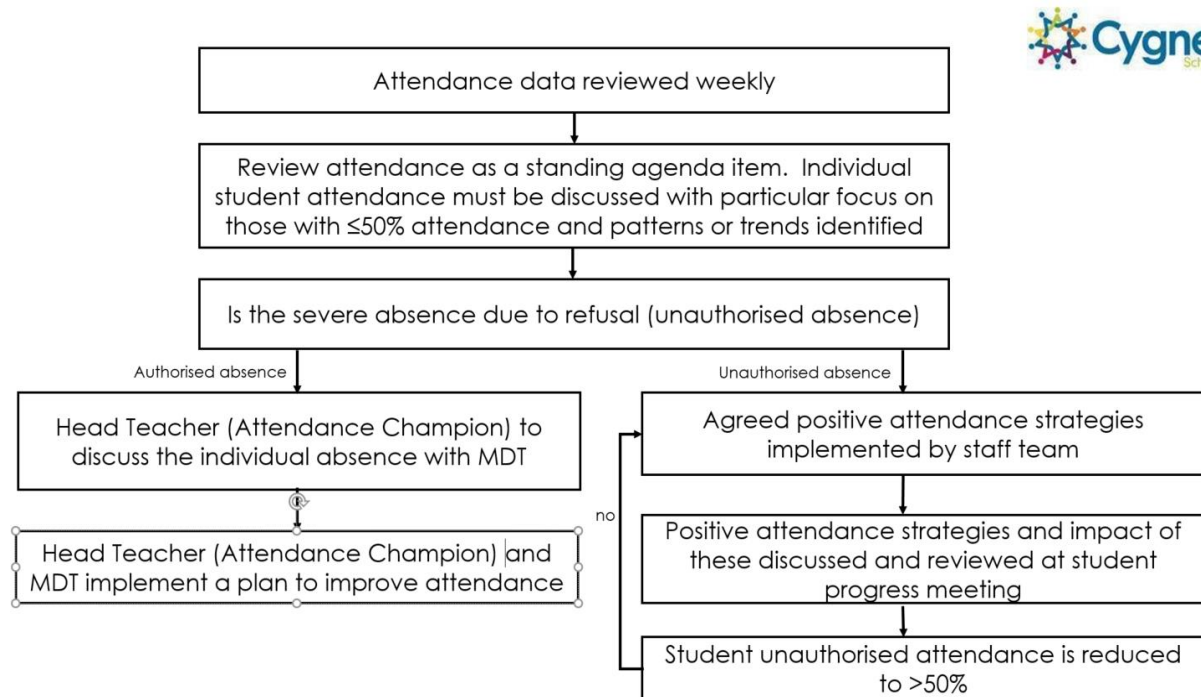 Cygne
Sch
Attendance data reviewed weekly
Review attendance as a standing agenda item.  Individual
student attendance must be discussed with particular focus on
those with ≤50% attendance and patterns or trends identified
Is the severe absence due to refusal (unauthorised absence)
Authorised absence
Unauthorised absence
Head Teacher (Attendance Champion) to
discuss the individual absence with MDT
Head Teacher (Attendance Champion) and
MDT implement a plan to improve attendance
Agreed positive attendance strategies
implemented by staff team
no
Positive attendance strategies and impact of
these discussed and reviewed at student
progress meeting
Student unauthorised attendance is reduced
to >50%